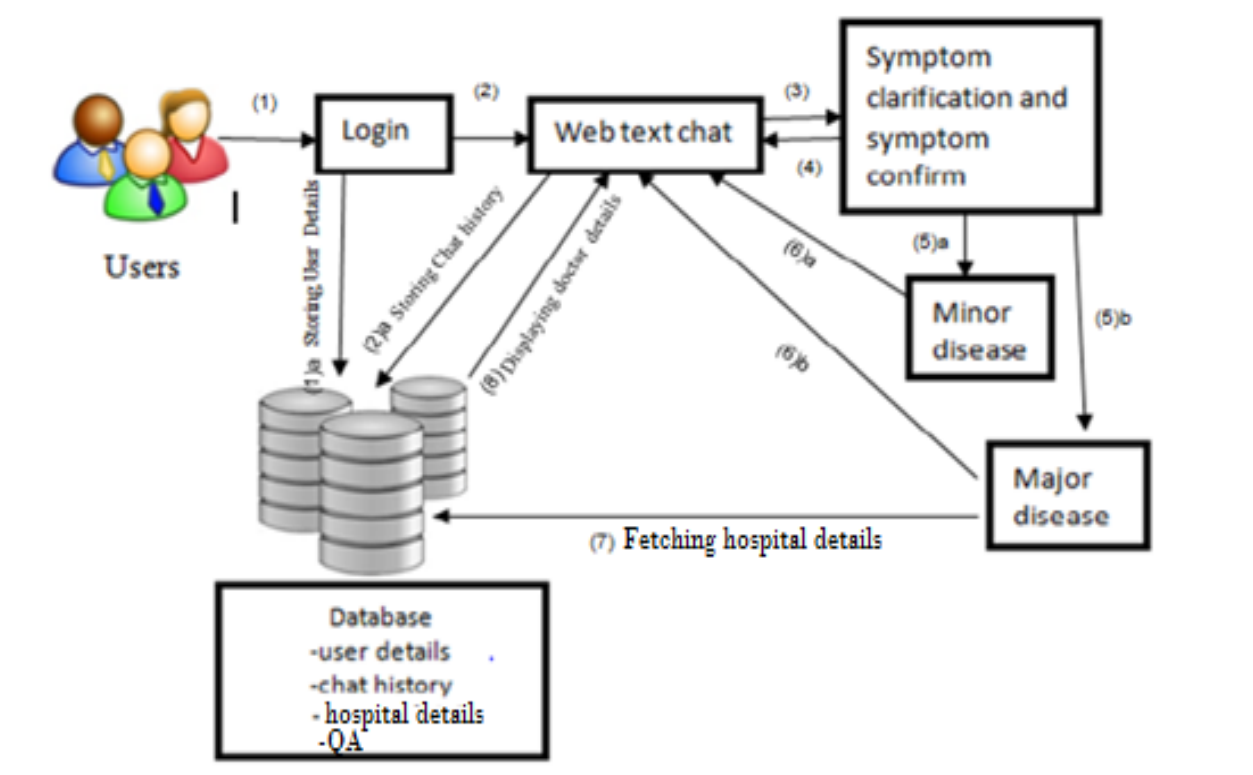 (1)
Login
(2)
Web text chat
(3)
(4)
Symptom
clarification and
symptom
confirm
Users
(1)a Storing User Details
(2)a Storing Chat history
(8) Displaying doctor details
(6)a
(5)a
(5)b
Minor
disease
(6)b
Major
disease
(7) Fetching hospital details
Database
-user details
-chat history
- hospital details
-QA